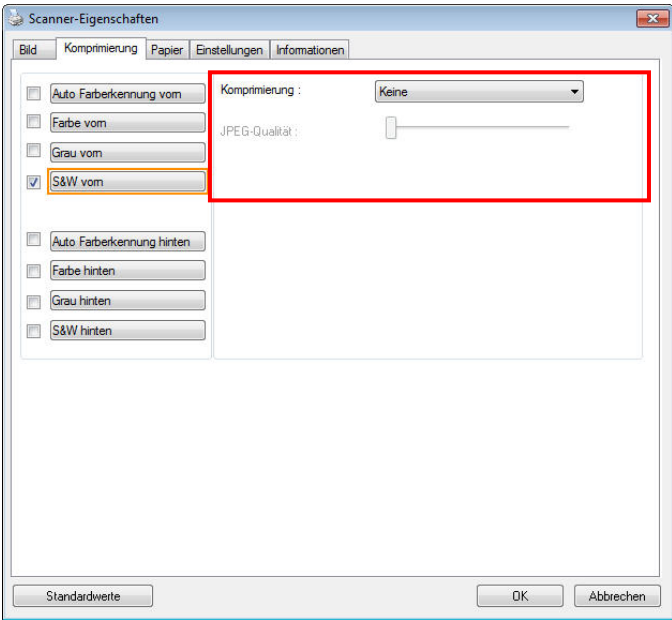 Scanner-Eigenschaften
Bild Komprimierung Papier Einstellungen Informationen
Auto Farberkennung vorn
Farbe vorn
Grau vorn
S&W vorn
Auto Farberkennung hinten
Farbe hinten
Grau hinten
S&W hinten
Komprimierung : Keine
JPEG-Qualität :
Standardwerte OK Abbrechen